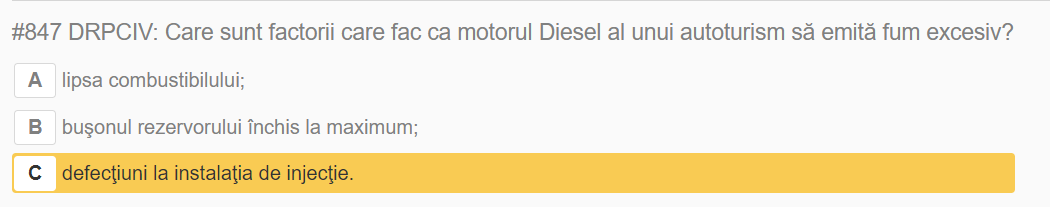 #847 DRPCIV: Care sunt factorii care fac ca motorul Diesel al unui autoturism să emită fum excesiv?
A lipsa combustibilului;
B buşonul rezervorului închis la maximum;
C defecţiuni la instalaţia de injecţie.